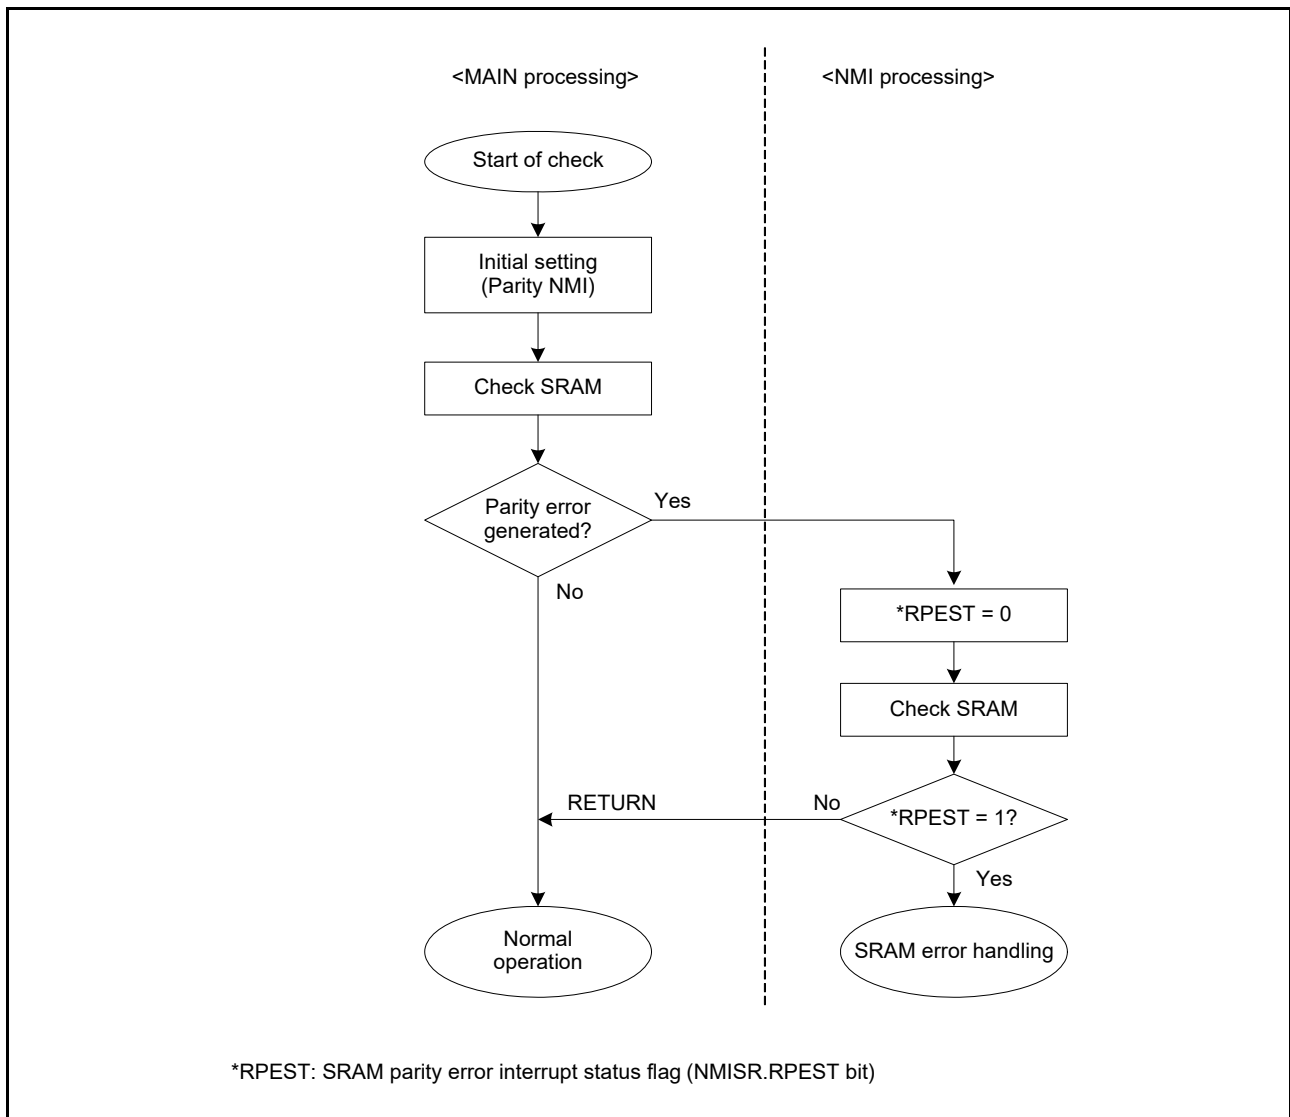 <MAIN processing>
<NMI processing>
Start of check
Initial setting
(Parity NMI)
Check SRAM
Parity error
generated?
Yes
No
*RPEST = 0
Check SRAM
*RPEST = 1?
No
RETURN
Yes
Normal
operation
SRAM error handling
*RPEST: SRAM parity error interrupt status flag (NMISR.RPEST bit)